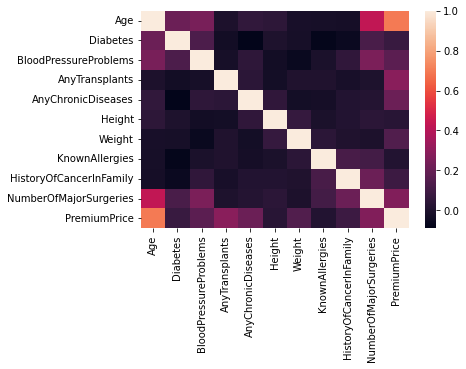 Age
Diabetes
BloodPressureProblems
AnyTransplants
AnyChronicDiseases
Height
Weight
KnownAllergies
HistoryOfCancerInFamily
NumberOfMajorSurgeries
PremiumPrice
Age
Diabetes
BloodPressureProblems
AnyTransplants
AnyChronicDiseases
Height
Weight
KnownAllergies
HistoryOfCancerInFamily
NumberOfMajorSurgeries
PremiumPrice
1.0
0.8
0.6
0.4
0.2
0.0